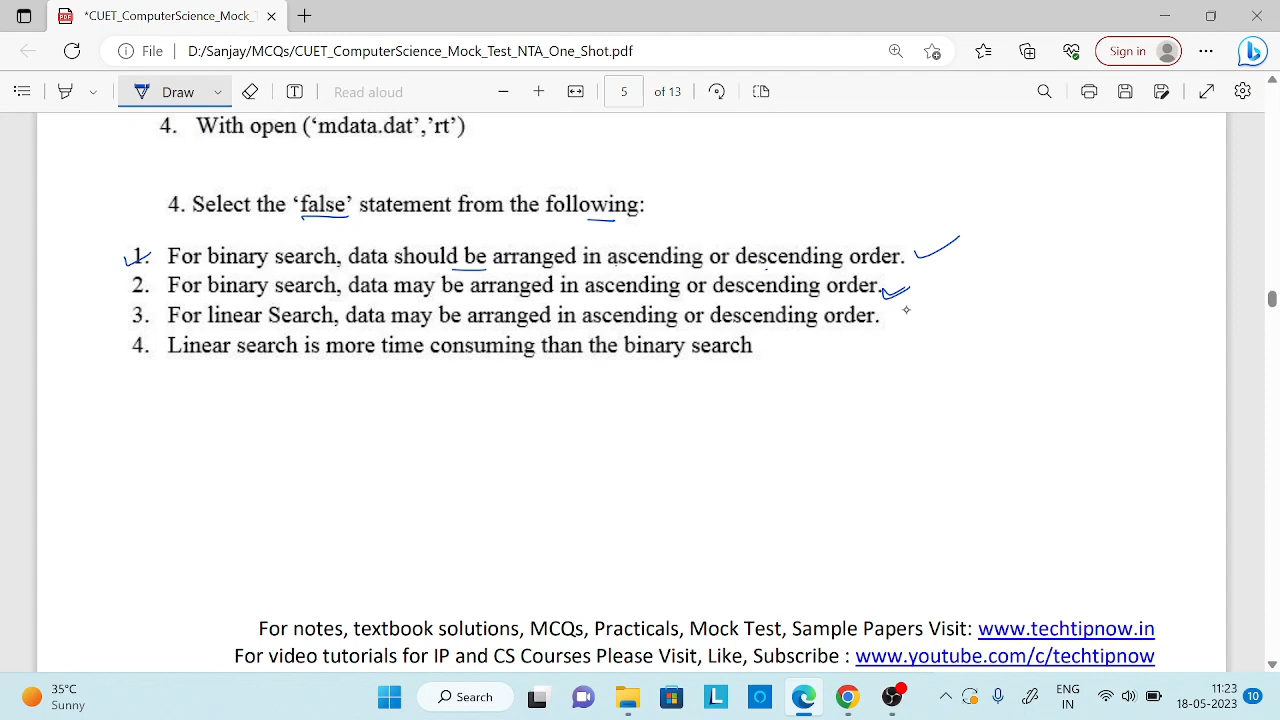 *CUET_ComputerScience_Mock_T
File D:/Sanjay/MCQs/CUET_ComputerScience_Mock_Test_NTA_One_Shot.pdf
Sign in
Draw Read aloud 5 of 13
4. With open (‘mdata.dat’,’rt’)
4. Select the ‘false’ statement from the following:
1. For binary search, data should be arranged in ascending or descending order.
2. For binary search, data may be arranged in ascending or descending order.
3. For linear Search, data may be arranged in ascending or descending order.
4. Linear search is more time consuming than the binary search
For notes, textbook solutions, MCQs, Practicals, Mock Test, Sample Papers Visit: www.techtipnow.in
For video tutorials for IP and CS Courses Please Visit, Like, Subscribe : www.youtube.com/c/techtipnow
35°C
Sunny
Search
L
ENG
IN
11:23
18-05-2023
10